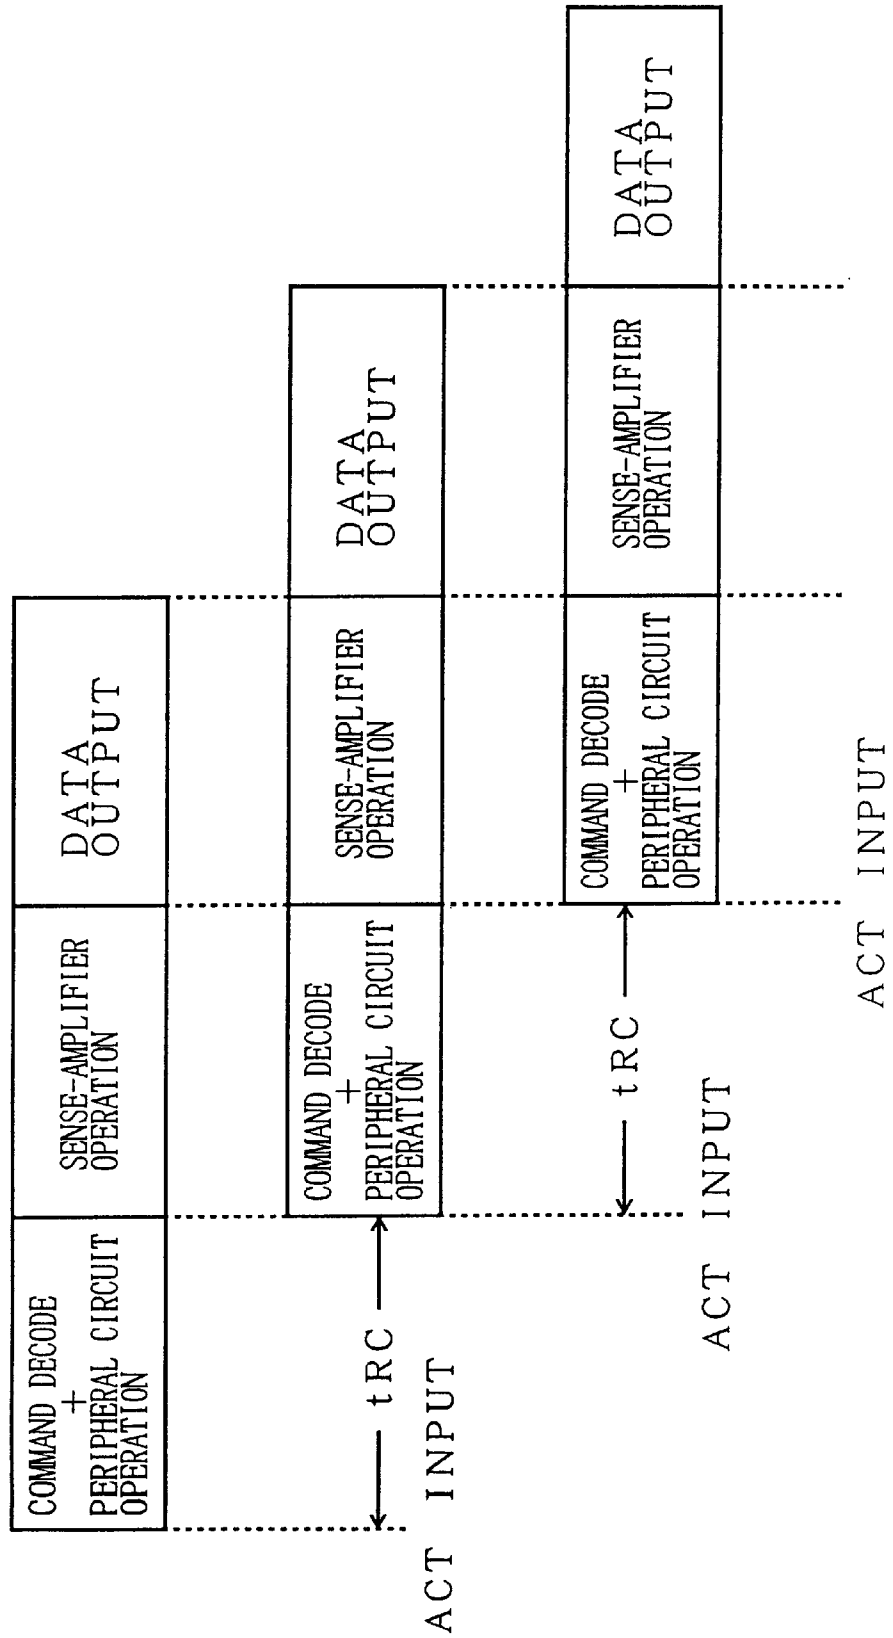 COMMAND DECODE
+
PERIPHERAL CIRCUIT
OPERATION
SENSE-AMPLIFIER
OPERATION
DATA
OUTPUT
tRC
COMMAND DECODE
+
PERIPHERAL CIRCUIT
OPERATION
SENSE-AMPLIFIER
OPERATION
DATA
OUTPUT
ACT INPUT
tRC
COMMAND DECODE
+
PERIPHERAL CIRCUIT
OPERATION
SENSE-AMPLIFIER
OPERATION
DATA
OUTPUT
ACT INPUT
ACT INPUT